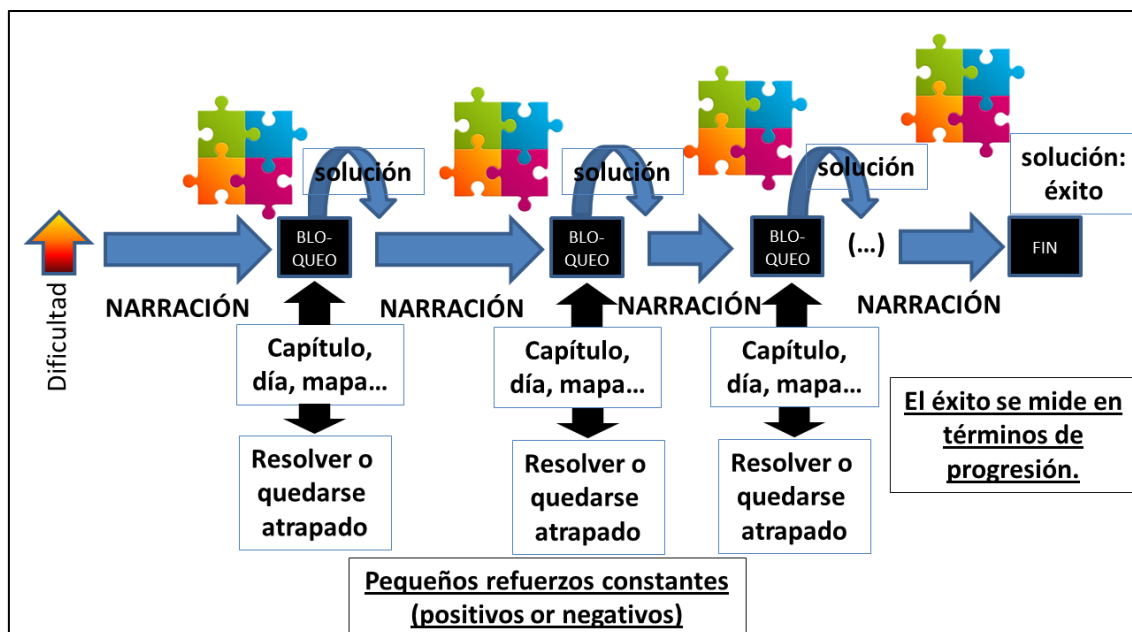 solución
solución
solución
solución:
éxito
BLO-
QUEO
BLO-
QUEO
BLO-
QUEO
(...)
FIN
Dificultad
NARRACIÓN
NARRACIÓN
NARRACIÓN
NARRACIÓN
Capítulo,
día, mapa...
Capítulo,
día, mapa...
Capítulo,
día, mapa...
Resolver o
quedarse
atrapado
Resolver o
quedarse
atrapado
Resolver o
quedarse
atrapado
El éxito se mide en
términos de
progresión.
Pequeños refuerzos constantes
(positivos or negativos)